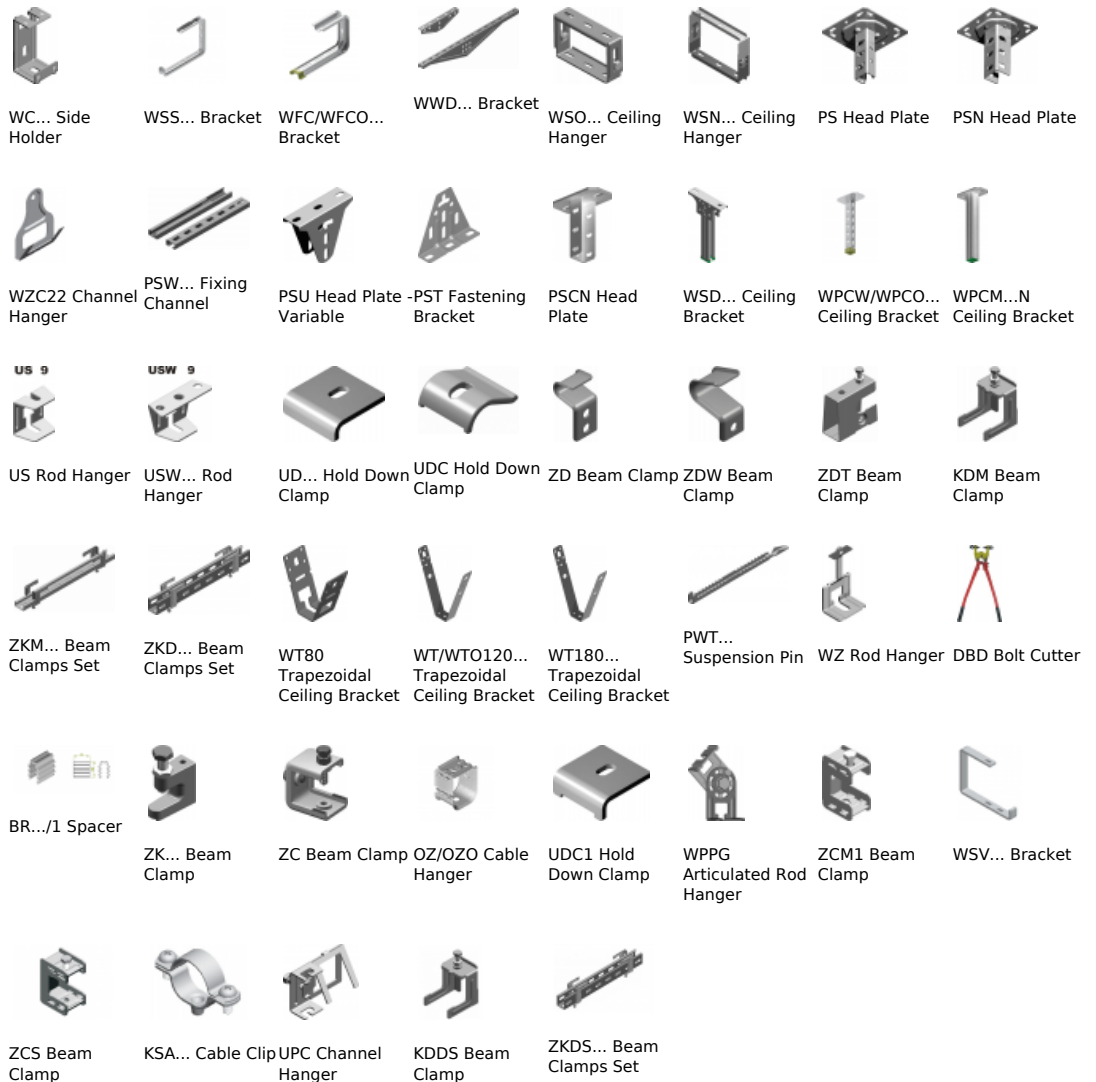 WC... Side
Holder
WSS... Bracket
WFC/WFCO...
Bracket
WWD... Bracket
WSO... Ceiling
Hanger
WSN... Ceiling
Hanger
PS Head Plate
PSN Head Plate
WZC22 Channel
Hanger
PSW... Fixing
Channel
PSU Head Plate -
Variable
PST Fastening
Bracket
PSCN Head
Plate
WSD... Ceiling
Bracket
WPCW/WPCO...
Ceiling Bracket
WPCM...N
Ceiling Bracket
US 9
US Rod Hanger
USW 9
USW... Rod
Hanger
UD... Hold Down
Clamp
UDC Hold Down
Clamp
ZD Beam Clamp
ZDW Beam
Clamp
ZDT Beam
Clamp
KDM Beam
Clamp
ZKM... Beam
Clamps Set
ZKD... Beam
Clamps Set
WT80
Trapezoidal
Ceiling Bracket
WT/WTO120...
Trapezoidal
Ceiling Bracket
WT180...
Trapezoidal
Ceiling Bracket
PWT...
Suspension Pin
WZ Rod Hanger
DBD Bolt Cutter
BR.../1 Spacer
ZK... Beam
Clamp
ZC Beam Clamp
OZ/OZO Cable
Hanger
UDC1 Hold
Down Clamp
WPPG
Articulated Rod
Hanger
ZCM1 Beam
Clamp
WSV... Bracket
ZCS Beam
Clamp
KSA... Cable Clip
UPC Channel
Hanger
KDDS Beam
Clamp
ZKDS... Beam
Clamps Set